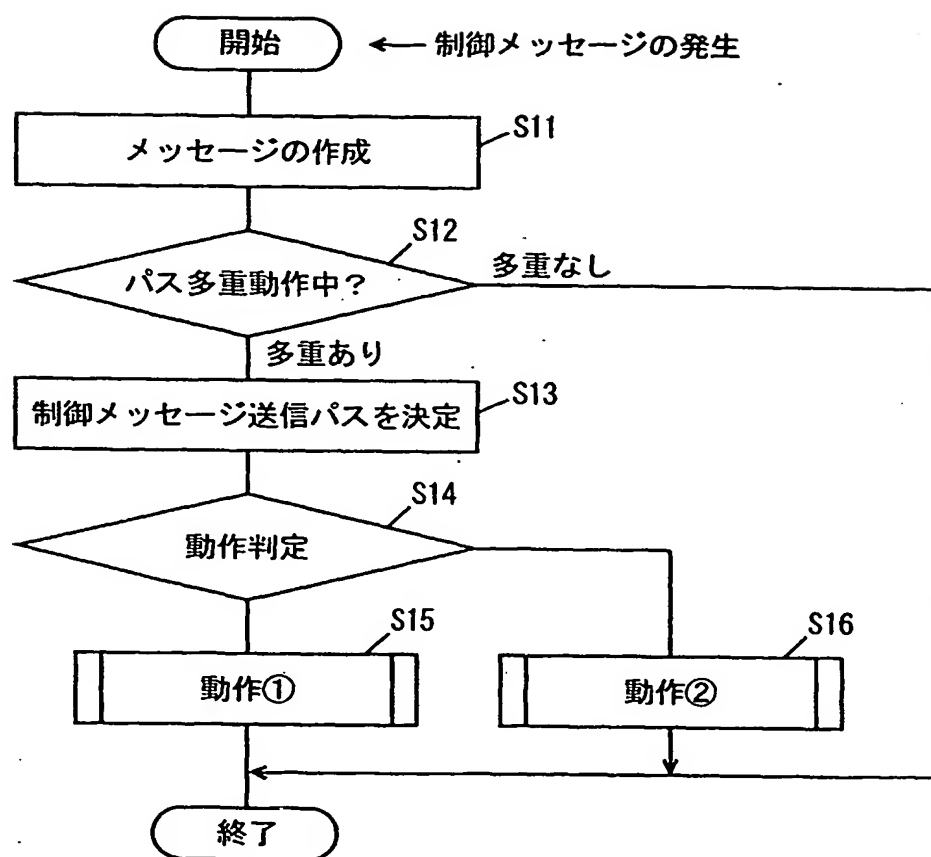 開始
← 制御メッセージの発生
メッセージの作成
S11
パス多重動作中？
S12
多重なし
多重あり
制御メッセージ送信パスを決定
S13
動作判定
S14
動作①
S15
動作②
S16
終了